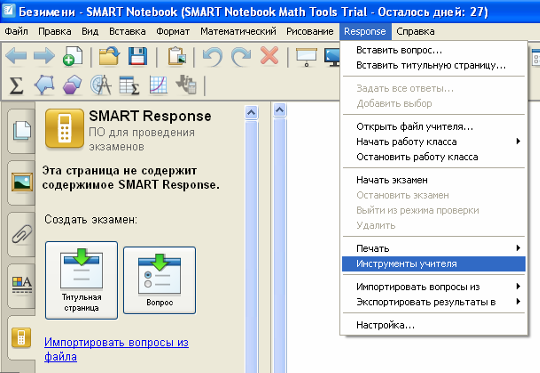 Безимени - SMART Notebook (SMART Notebook Math Tools Trial - Осталось дней: 27)
Файл Правка Вид Вставка Формат Математический Рисование Response Справка
Вставить вопрос...
Вставить титульную страницу...
Задать все ответы...
Добавить выбор
Открыть файл учителя...
Начать работу класса
Остановить работу класса
Начать экзамен
Остановить экзамен
Выйти из режима проверки
Удалить
Печать
Инструменты учителя
Импортировать вопросы из
Экспортировать результаты в
Настройка...
SMART Response
ПО для проведения
экзаменов
Эта страница не содержит
содержимое SMART Response.
Создать экзамен:
Титульная
страница
Вопрос
Импортировать вопросы из
файла